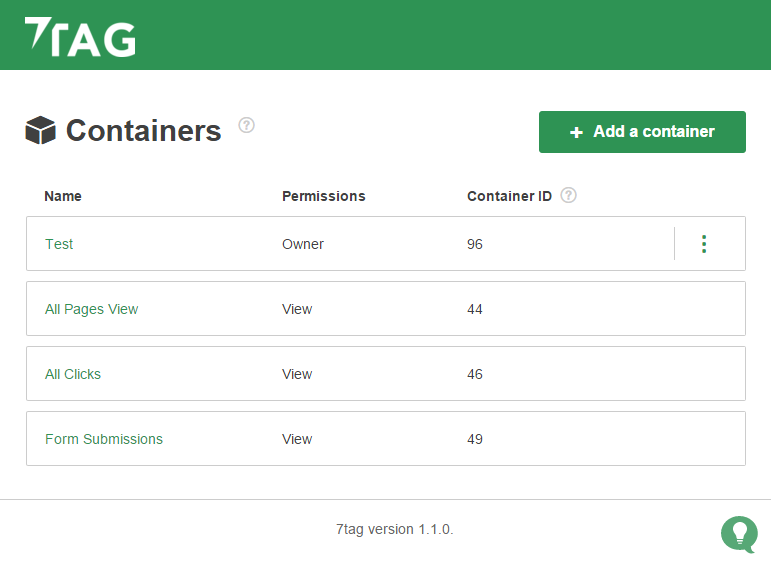 7TAG
Containers ?
+ Add a container
Name Permissions Container ID ?
Test Owner 96
All Pages View View 44
All Clicks View 46
Form Submissions View 49
7tag version 1.1.0.